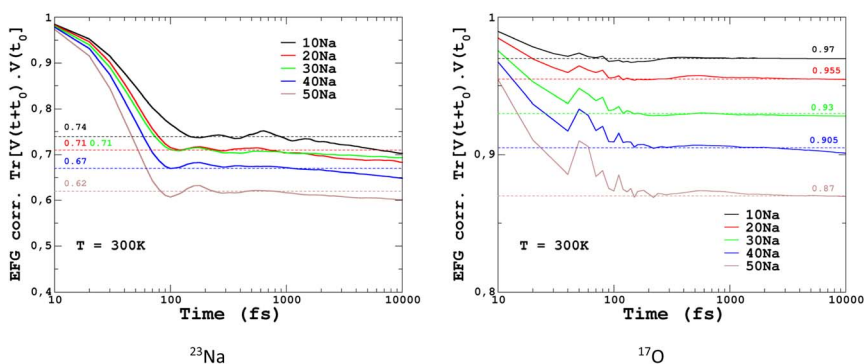 EFG corr. Tr[V(t+t0).V(t0)]
1
0,9
0,8
0,7
0,6
0,5
0,4
10Na
20Na
30Na
40Na
50Na
0.74
0.71 0.71
0.67
0.62
T = 300K
10 100 1000 10000
Time (fs)
23Na
EFG corr. Tr[V(t+t0).V(t0)]
1
0,9
0,8
0.97
0.955
0.93
0.905
0.87
10Na
20Na
30Na
40Na
50Na
T = 300K
10 100 1000 10000
Time (fs)
17O